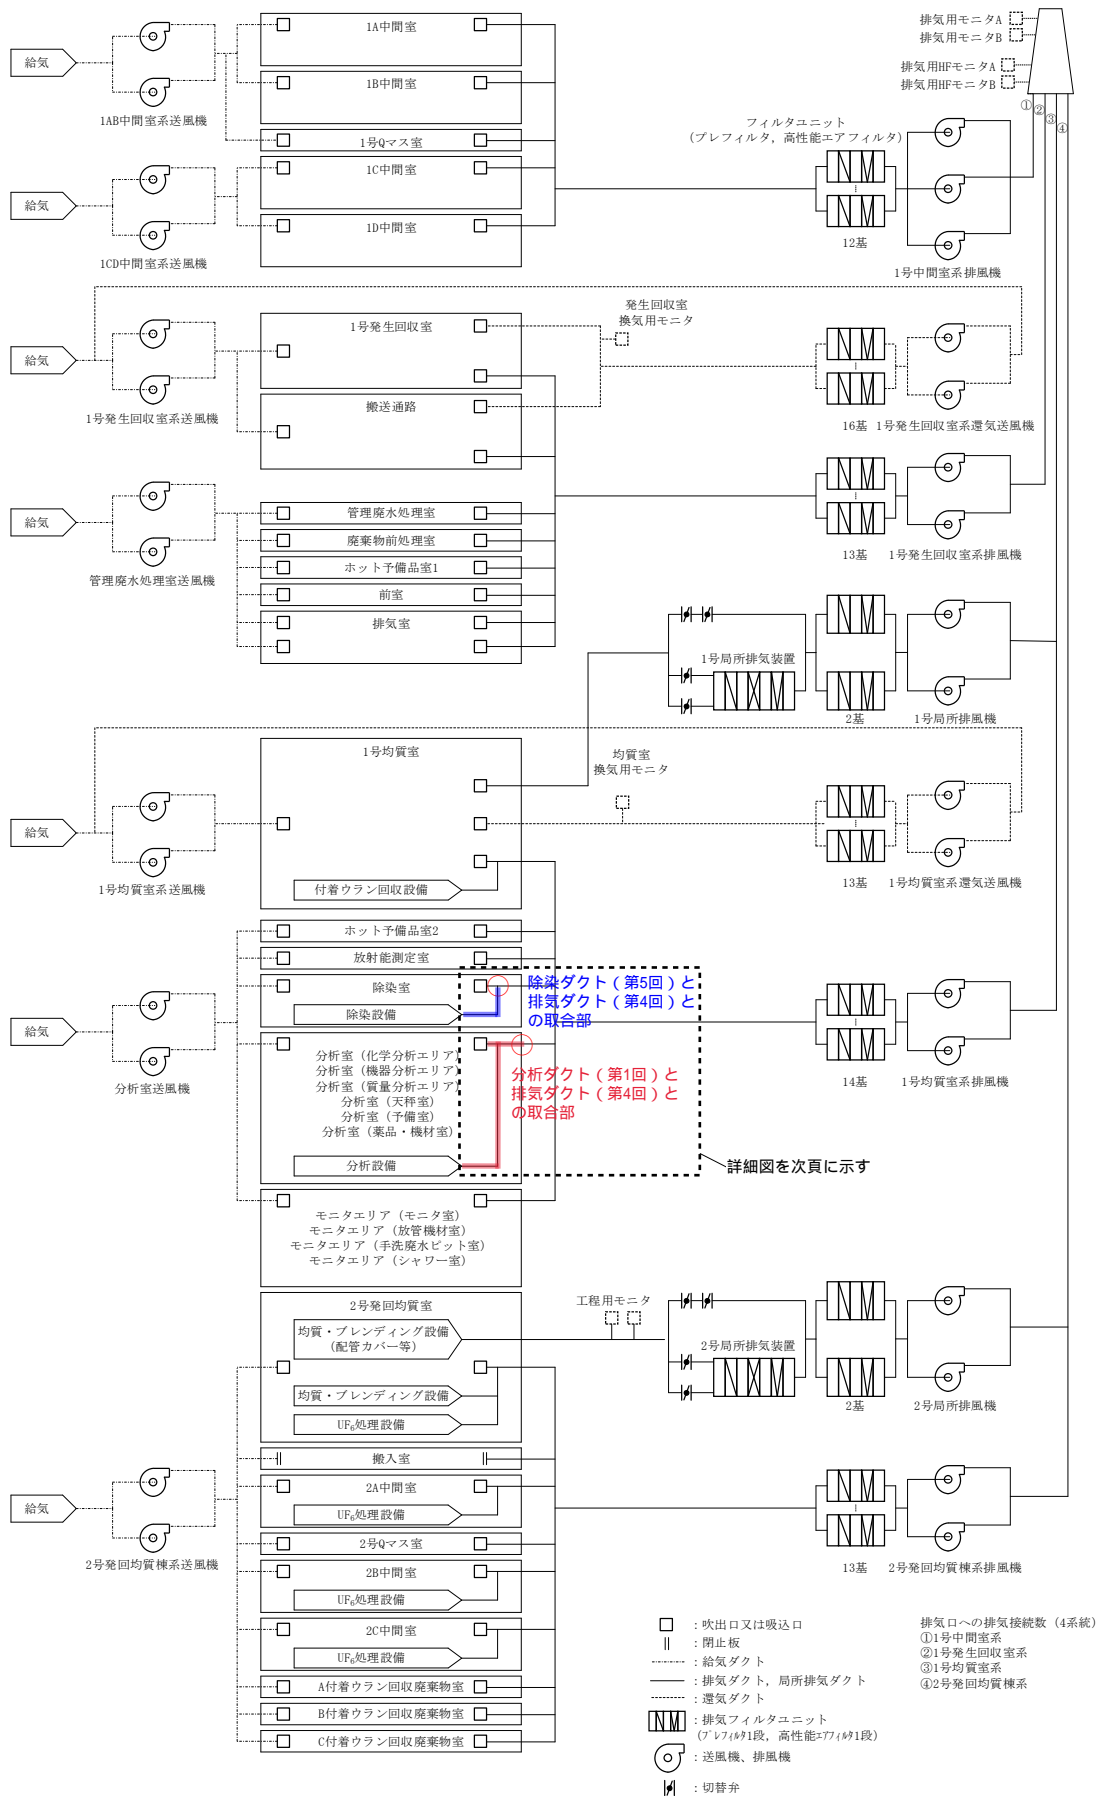 排気用モニタA
排気用モニタB
排気用HFモニタA
排気用HFモニタB
①
②
③
④
給気
1AB中間室系送風機
1A中間室
1B中間室
1号Qマス室
フィルタユニット
(プレフィルタ, 高性能エアフィルタ)
12基
1号中間室系排風機
給気
1CD中間室系送風機
1C中間室
1D中間室
給気
1号発生回収室系送風機
1号発生回収室
搬送通路
発生回収室
換気用モニタ
16基
1号発生回収室系還気送風機
給気
管理廃水処理室送風機
管理廃水処理室
廃棄物前処理室
ホット予備品室1
前室
排気室
13基
1号発生回収室系排風機
1号局所排気装置
2基
1号局所排風機
給気
1号均質室系送風機
1号均質室
付着ウラン回収設備
均質室
換気用モニタ
13基
1号均質室系還気送風機
給気
分析室送風機
ホット予備品室2
放射能測定室
除染室
除染設備
除染ダクト(第5回)と
排気ダクト(第4回)と
の取合部
分析室(化学分析エリア)
分析室(機器分析エリア)
分析室(質量分析エリア)
分析室(天秤室)
分析室(予備室)
分析室(薬品・機材室)
分析設備
分析ダクト(第1回)と
排気ダクト(第4回)と
の取合部
詳細図を次頁に示す
14基
1号均質室系排風機
モニタエリア(モニタ室)
モニタエリア(放管機材室)
モニタエリア(手洗廃水ピット室)
モニタエリア(シャワー室)
2号発回均質室
均質・ブレンディング設備
(配管カバー等)
均質・ブレンディング設備
UF₆処理設備
工程用モニタ
2号局所排気装置
2基
2号局所排風機
給気
2号発回均質棟系送風機
搬入室
2A中間室
UF₆処理設備
2号Qマス室
2B中間室
UF₆処理設備
2C中間室
UF₆処理設備
A付着ウラン回収廃棄物室
B付着ウラン回収廃棄物室
C付着ウラン回収廃棄物室
13基
2号発回均質棟系排風機
:吹出口又は吸込口
:閉止板
:給気ダクト
:排気ダクト, 局所排気ダクト
:還気ダクト
:排気フィルタユニット
(プレフィルタ1段, 高性能エアフィルタ1段)
:送風機、排風機
:切替弁
排気口への排気接続数(4系統)
①1号中間室系
②1号発生回収室系
③1号均質室系
④2号発回均質棟系